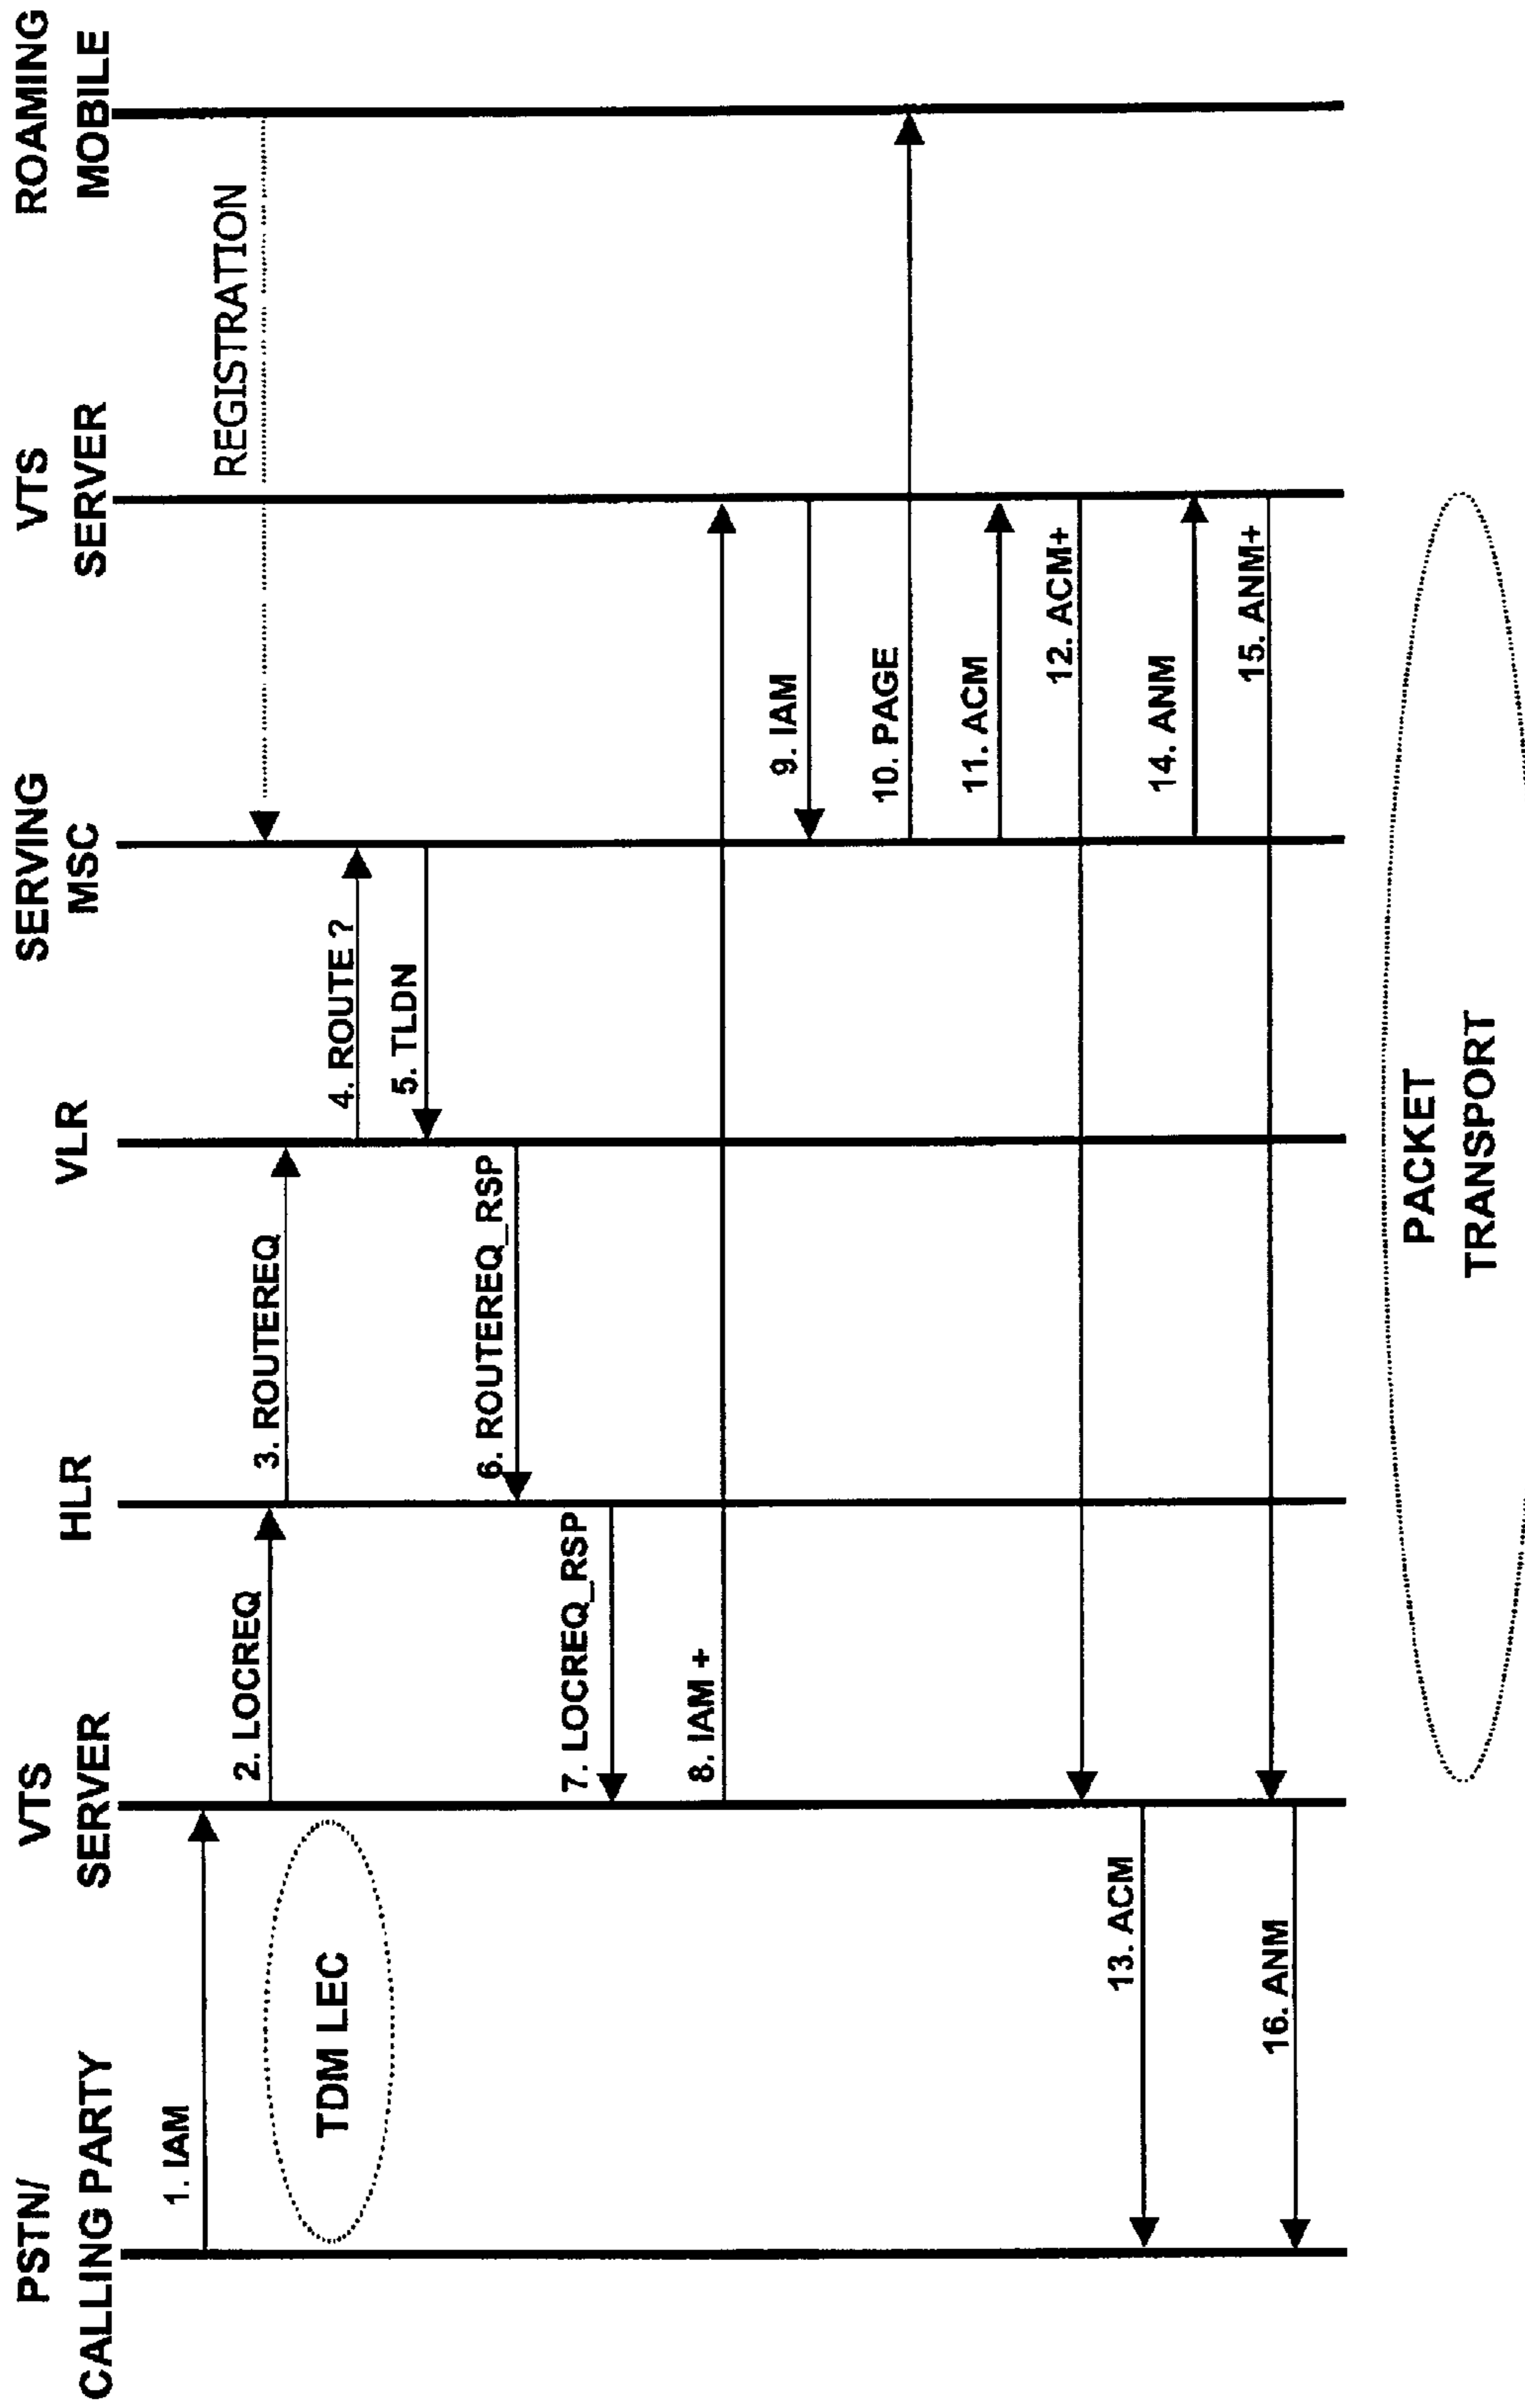 PSTN/
CALLING PARTY
VTS
SERVER
HLR
VLR
SERVING
MSC
VTS
SERVER
ROAMING
MOBILE
REGISTRATION
1. IAM
2. LOCREQ
3. ROUTEREQ
4. ROUTE ?
5. TLDN
TDM LEC
6. ROUTEREQ_RSP
7. LOCREQ_RSP
8. IAM +
9. IAM
10. PAGE
11. ACM
12. ACM+
13. ACM
14. ANM
15. ANM+
16. ANM
PACKET
TRANSPORT